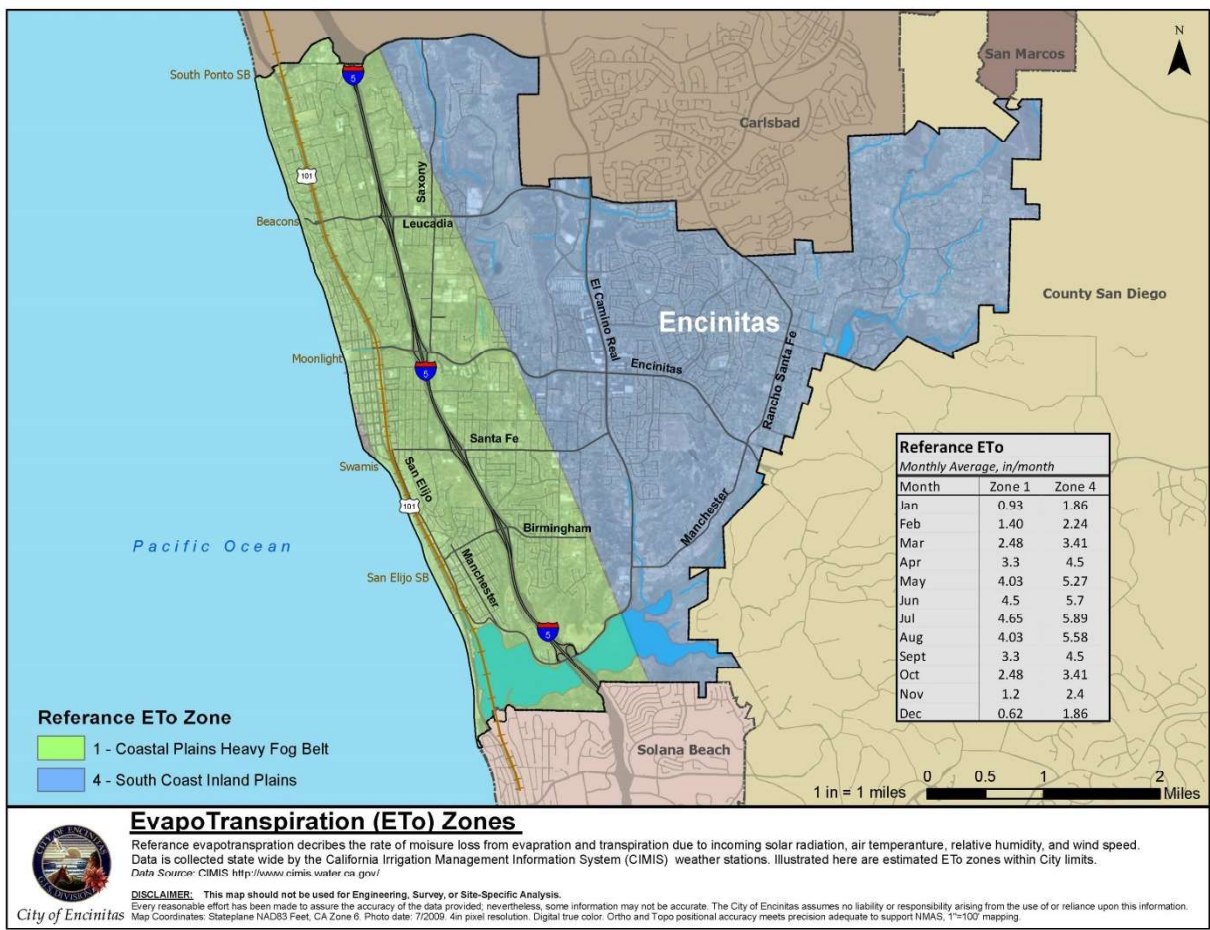 N
San Marcos
South Ponto SB
5
Carlsbad
101
Saxony
Beacons
Leucadia
El Camino Real
County San Diego
Encinitas
Moonlight
5
Encinitas
Rancho Santa Fe
Santa Fe
Swamis
San Elijo
101
Manchester
Birmingham
Pacific Ocean
San Elijo SB
Manchester
5
Solana Beach
Referance ETo
Monthly Average, in/month
Month Zone 1 Zone 4
Jan 0.93 1.86
Feb 1.40 2.24
Mar 2.48 3.41
Apr 3.3 4.5
May 4.03 5.27
Jun 4.5 5.7
Jul 4.65 5.89
Aug 4.03 5.58
Sept 3.3 4.5
Oct 2.48 3.41
Nov 1.2 2.4
Dec 0.62 1.86
Referance ETo Zone
1 - Coastal Plains Heavy Fog Belt
4 - South Coast Inland Plains
0 0.5 1 2
1 in = 1 miles Miles
EvapoTranspiration (ETo) Zones
Referance evapotranspration decribes the rate of moisure loss from evapration and transpiration due to incoming solar radiation, air temperanture, relative humidity, and wind speed.
Data is collected state wide by the California Irrigation Management Information System (CIMIS) weather stations. Illustrated here are estimated ETo zones within City limits.
Data Source: CIMIS http://www.cimis.water.ca.gov/
DISCLAIMER: This map should not be used for Engineering, Survey, or Site-Specific Analysis.
Every reasonable effort has been made to assure the accuracy of the data provided; nevertheless, some information may not be accurate. The City of Encinitas assumes no liability or responsibility arising from the use of or reliance upon this information.
Map Coordinates: Stateplane NAD83 Feet, CA Zone 6. Photo date: 7/2009. 4in pixel resolution. Digital true color. Ortho and Topo positional accuracy meets precision adequate to support NMAS, 1"=100' mapping.
CITY OF ENCINITAS
G.I.S. DIVISION
City of Encinitas